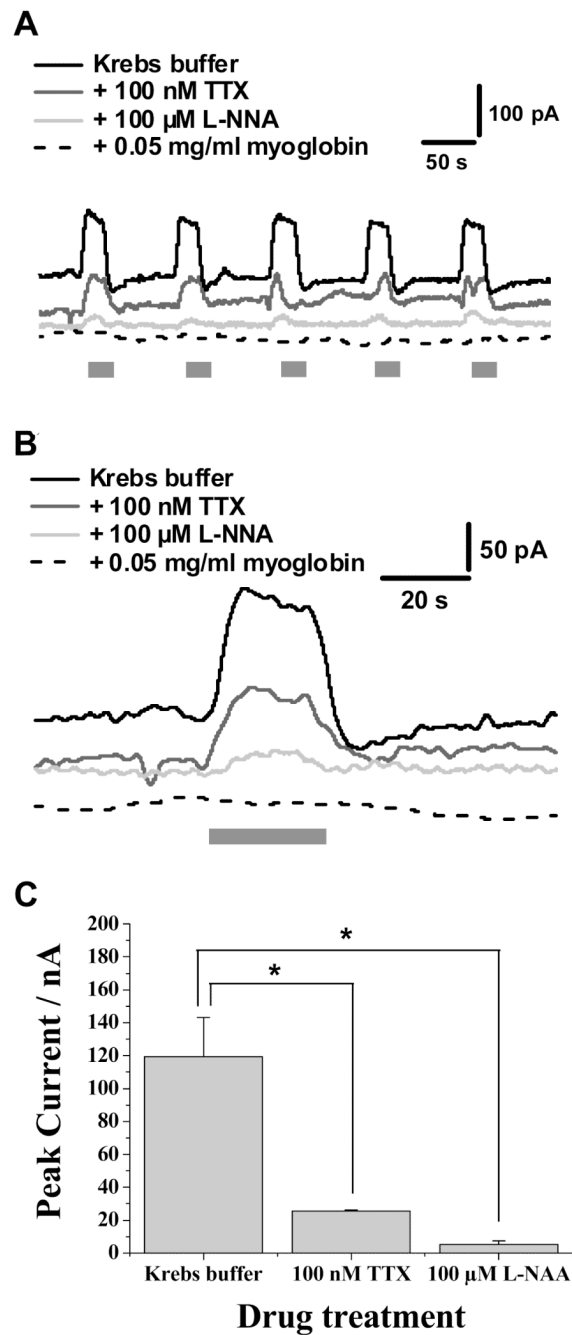 A
Krebs buffer
+ 100 nM TTX
+ 100 µM L-NNA
+ 0.05 mg/ml myoglobin
100 pA
50 s
B
Krebs buffer
+ 100 nM TTX
+ 100 µM L-NNA
+ 0.05 mg/ml myoglobin
50 pA
20 s
C
Peak Current / nA
200
180
160
140
120
100
80
60
40
20
0
*
*
Krebs buffer
100 nM TTX
100 µM L-NAA
Drug treatment